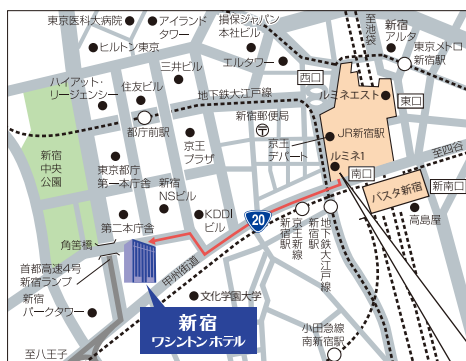 東京医科大病院
アイランド
タワー
損保ジャパン
本社ビル
至池袋
新宿
アルタ
東京メトロ
新宿駅
ヒルトン東京
エルタワー
三井ビル
西口
ハイアット・
リージェンシー
住友ビル
地下鉄大江戸線
ルミネエスト
東口
新宿郵便局
都庁前駅
京王
プラザ
京王
デパート
JR新宿駅
ルミネ1
至四谷
新宿
中央
公園
東京都庁
第一本庁舎
南口
新宿
NSビル
バスタ新宿
新南口
第二本庁舎
KDDI
ビル
20
高島屋
京王新線
新宿駅
地下鉄大江戸線
新宿駅
角筈橋
甲州街道
首都高速4号
新宿ランプ
新宿
パークタワー
文化学園大学
新宿
ワシントンホテル
小田急線
南新宿駅
至八王子